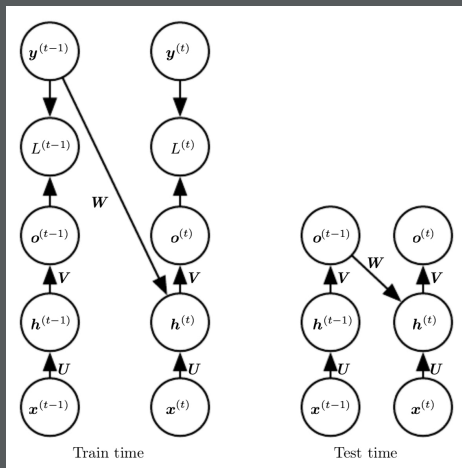 y^(t−1) y^(t)
L^(t−1) L^(t)
W
o^(t−1) o^(t) o^(t−1) o^(t)
V V W V V
h^(t−1) h^(t) h^(t−1) h^(t)
U U U U
x^(t−1) x^(t) x^(t−1) x^(t)
Train time Test time